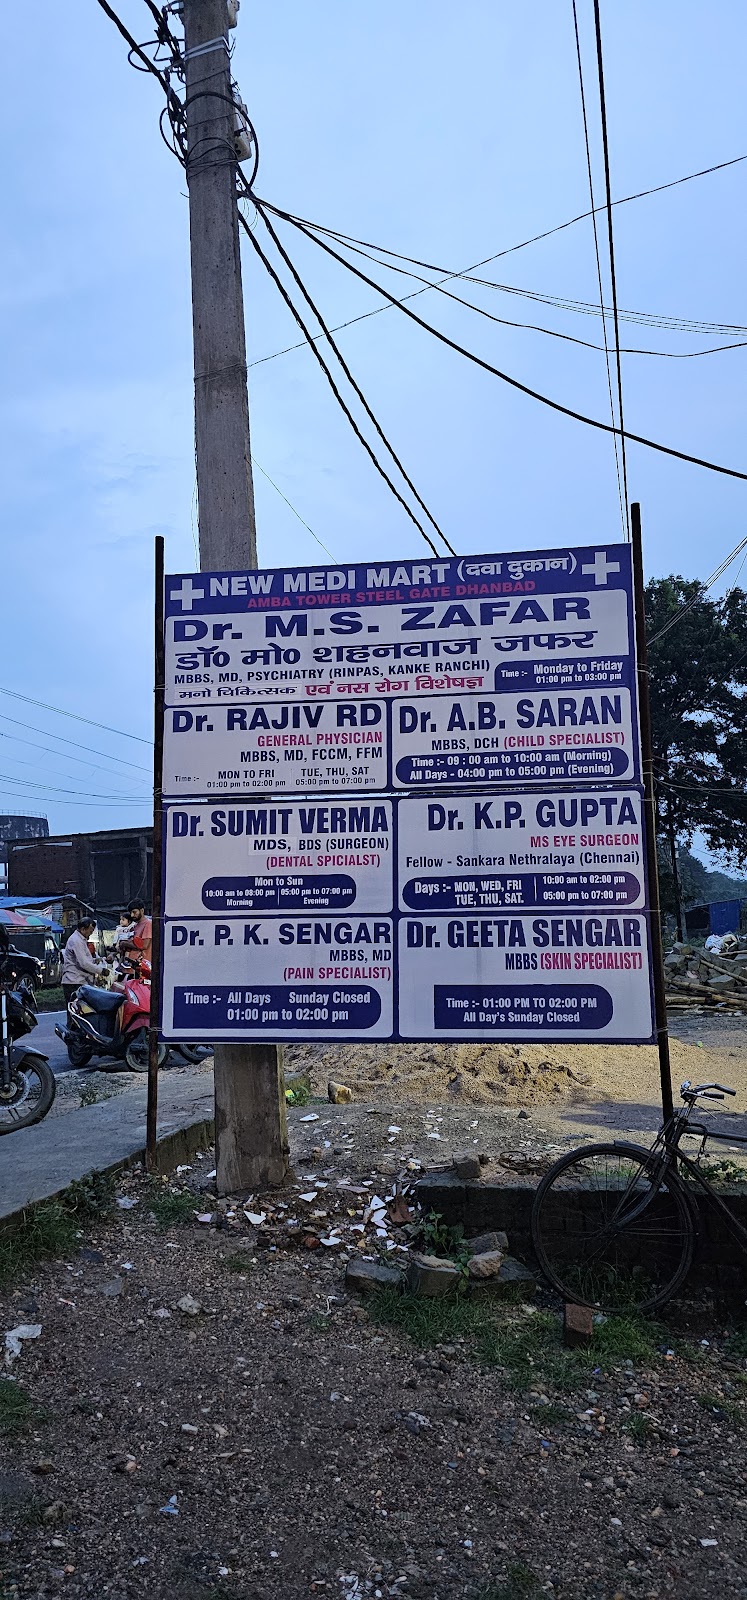 NEW MEDI MART (दवा दुकान)
AMBA TOWER STEEL GATE DHANBAD
Dr. M.S. ZAFAR
डॉ० मो० शहनवाज जफर
MBBS, MD, PSYCHIATRY (RINPAS, KANKE RANCHI)
मनो चिकित्सक एवं नस रोग विशेषज्ञ
Time :- Monday to Friday
01:00 pm to 03:00 pm
Dr. RAJIV RD
GENERAL PHYSICIAN
MBBS, MD, FCCM, FFM
Time :- MON TO FRI TUE, THU, SAT
01:00 pm to 02:00 pm 05:00 pm to 07:00 pm
Dr. A.B. SARAN
MBBS, DCH (CHILD SPECIALIST)
Time :- 09 : 00 am to 10:00 am (Morning)
All Days - 04:00 pm to 05:00 pm (Evening)
Dr. SUMIT VERMA
MDS, BDS (SURGEON)
(DENTAL SPICIALST)
Mon to Sun
10:00 am to 08:00 pm 05:00 pm to 07:00 pm
Morning Evening
Dr. K.P. GUPTA
MS EYE SURGEON
Fellow - Sankara Nethralaya (Chennai)
Days :- MON, WED, FRI 10:00 am to 02:00 pm
TUE, THU, SAT. 05:00 pm to 07:00 pm
Dr. P. K. SENGAR
MBBS, MD
(PAIN SPECIALIST)
Time :- All Days Sunday Closed
01:00 pm to 02:00 pm
Dr. GEETA SENGAR
MBBS (SKIN SPECIALIST)
Time :- 01:00 PM TO 02:00 PM
All Day's Sunday Closed